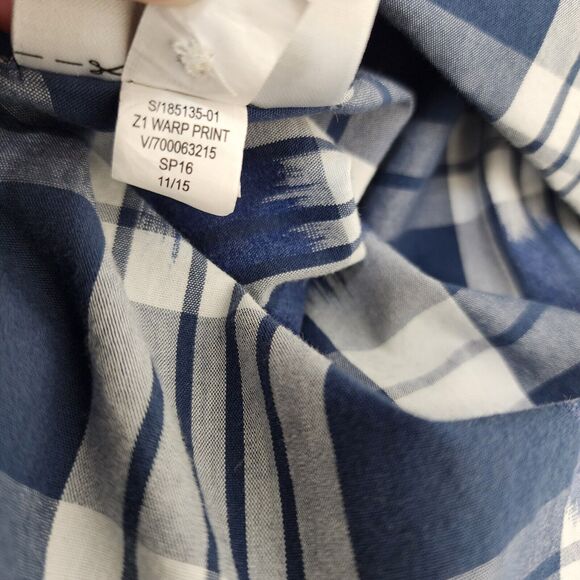 S/185135-01
Z1 WARP PRINT
V/700063215
SP16
11/15